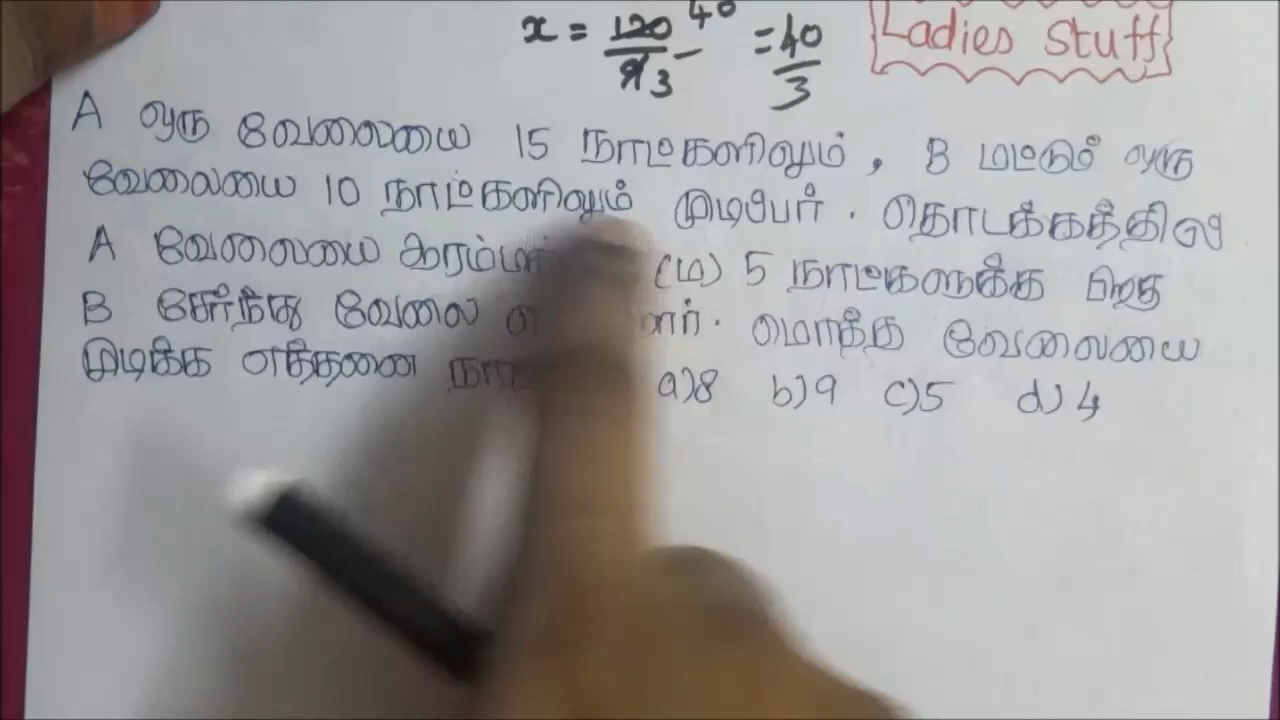 x = 120/9 40 3 = 40/3
Ladies Stuff
A ஒரு வேலையை 15 நாட்களிலும் , B மட்டும் ஒரு
வேலையை 10 நாட்களிலும் முடிப்பர் . தொடக்கத்தில்
A வேலையை (ம) 5 நாட்களுக்கு பிறகு
B சேர்ந்து வேலை மொத்த வேலையை
முடிக்க எத்தனை a)8 b)9 c)5 d)4